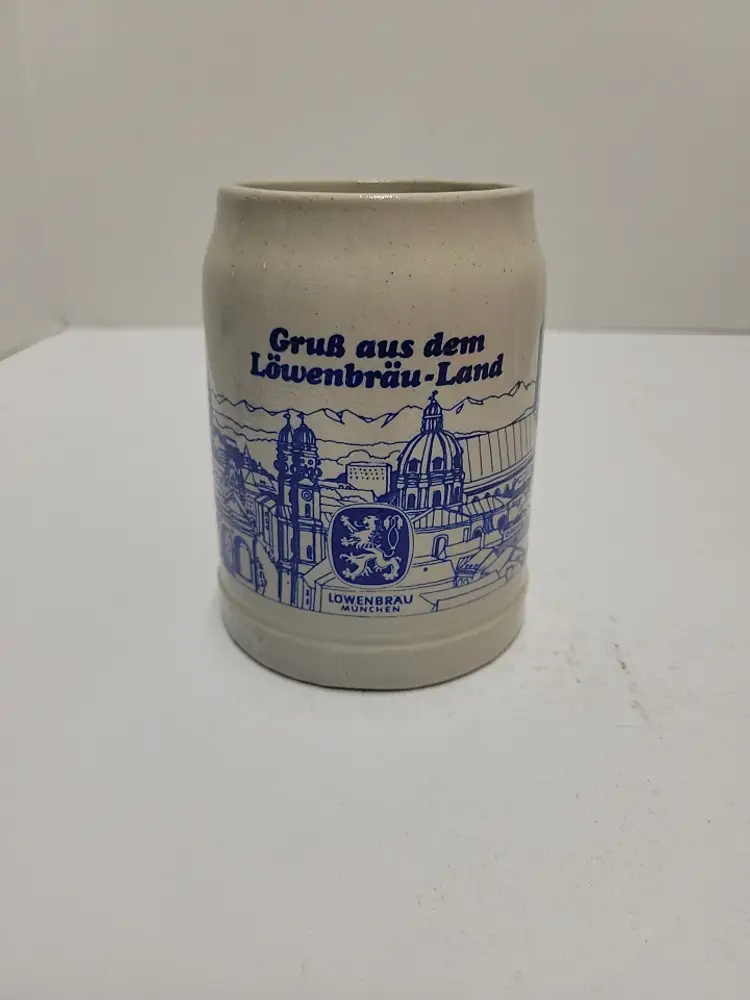 Gruß aus dem
Löwenbräu-Land
LÖWENBRÄU
MÜNCHEN